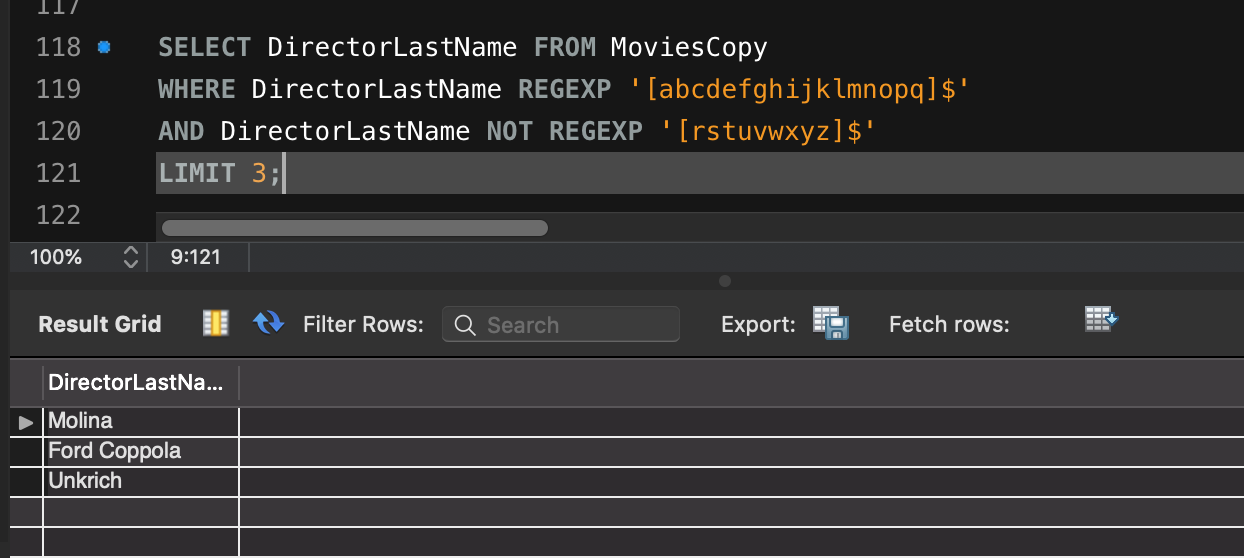 117
118 SELECT DirectorLastName FROM MoviesCopy
119 WHERE DirectorLastName REGEXP '[abcdefghijklmnopq]$'
120 AND DirectorLastName NOT REGEXP '[rstuvwxyz]$'
121 LIMIT 3;
122
100% 9:121
Result Grid Filter Rows: Search Export: Fetch rows:
DirectorLastNa...
Molina
Ford Coppola
Unkrich